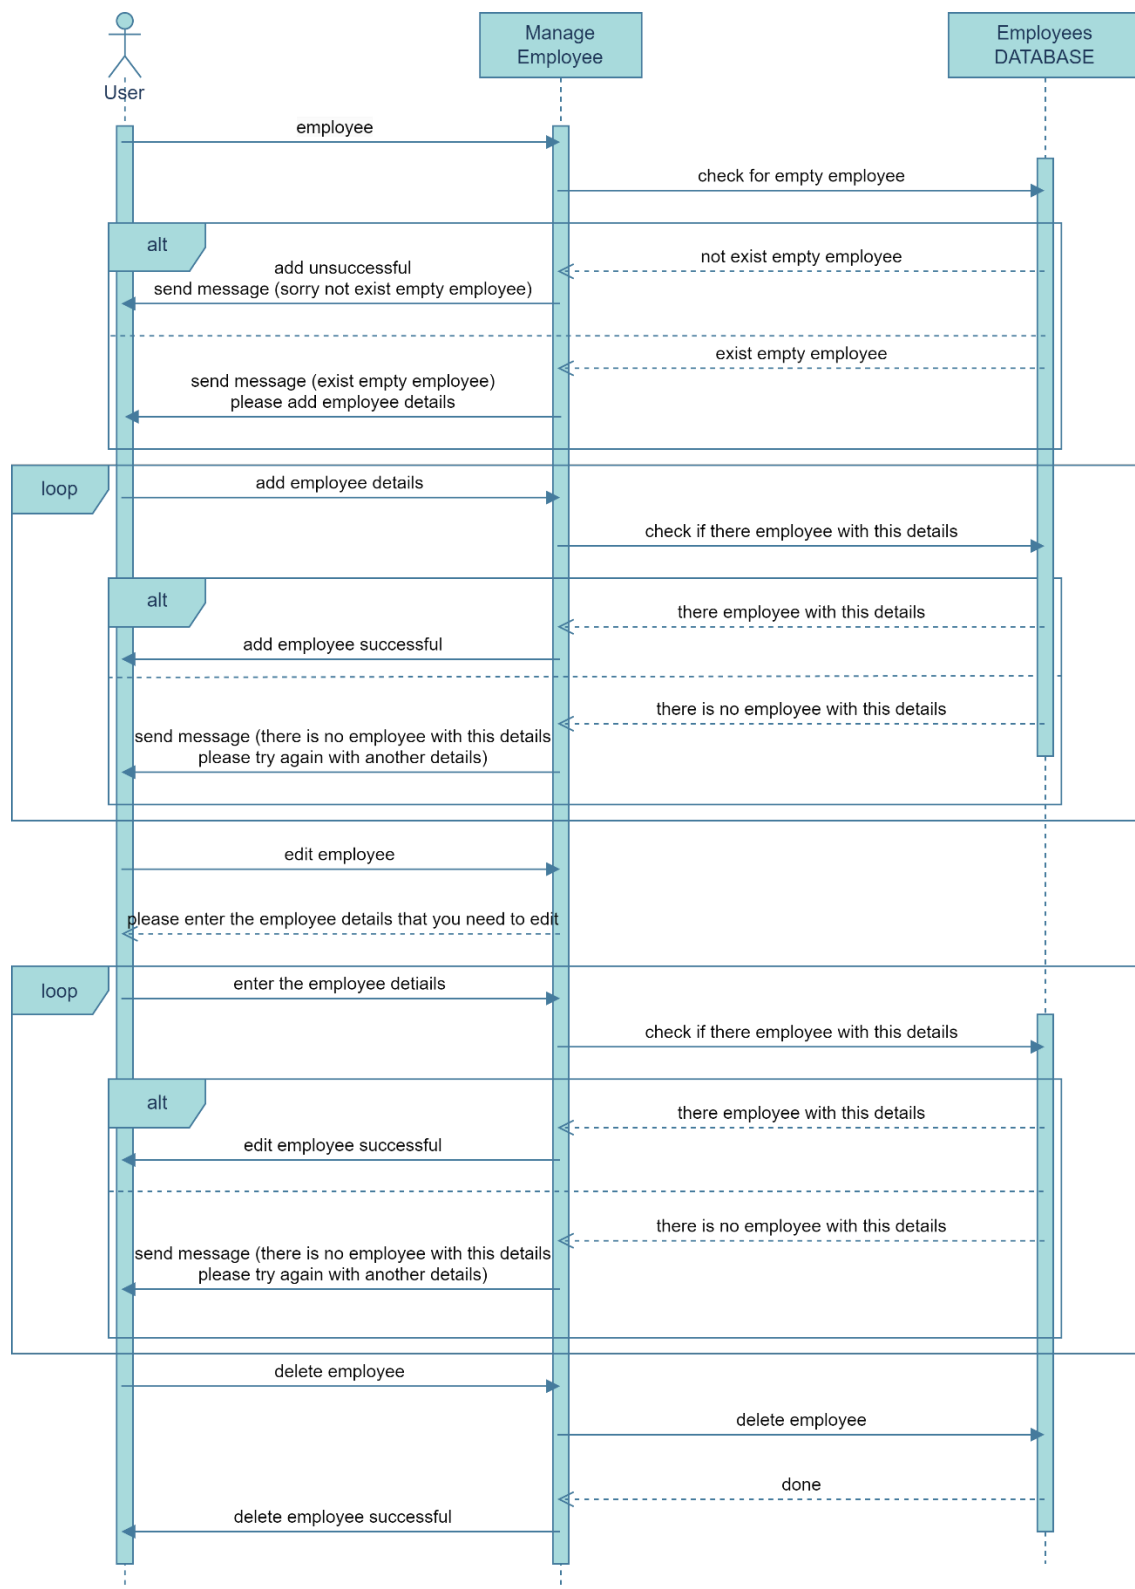 User
Manage
Employee
Employees
DATABASE
employee
check for empty employee
alt
not exist empty employee
add unsuccessful
send message (sorry not exist empty employee)
exist empty employee
send message (exist empty employee)
please add employee details
loop
add employee details
check if there employee with this details
alt
there employee with this details
add employee successful
there is no employee with this details
send message (there is no employee with this details
please try again with another details)
edit employee
please enter the employee details that you need to edit
loop
enter the employee detiails
check if there employee with this details
alt
there employee with this details
edit employee successful
there is no employee with this details
send message (there is no employee with this details
please try again with another details)
delete employee
delete employee
done
delete employee successful